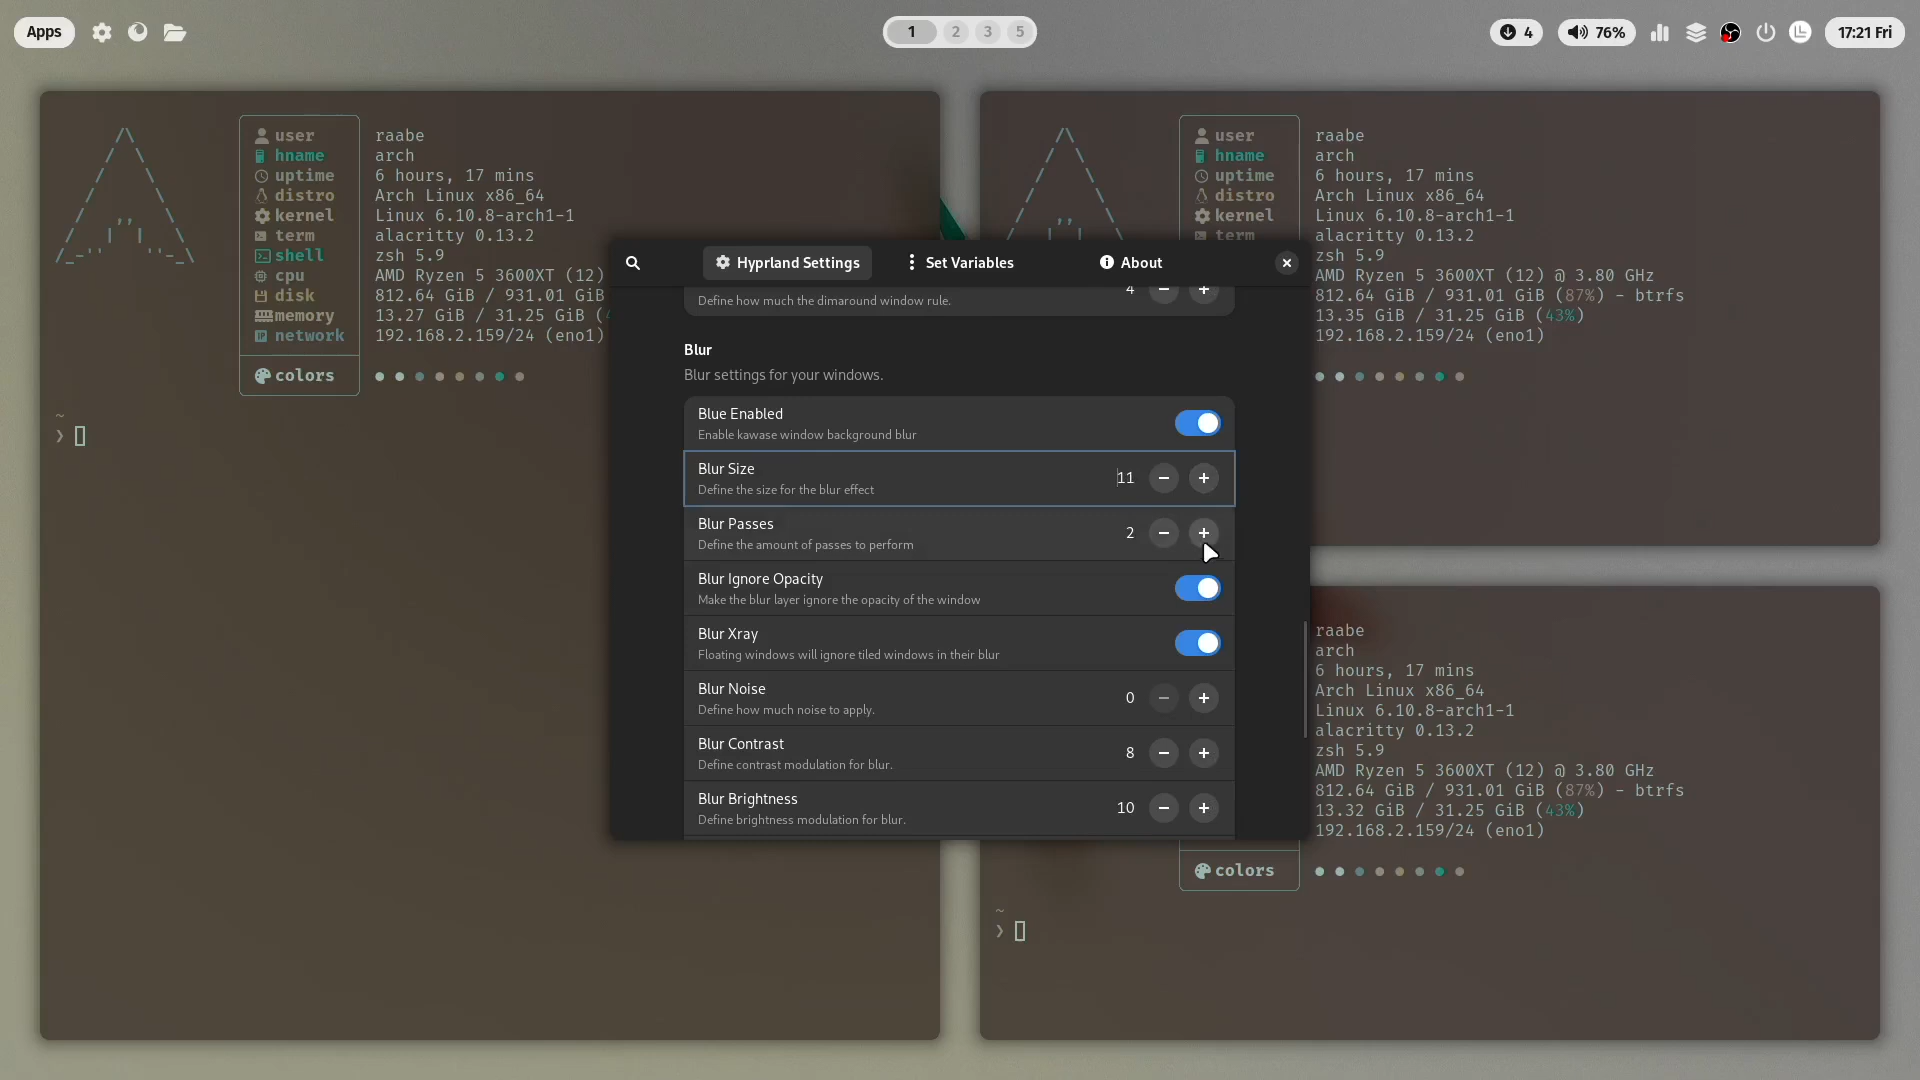 Apps
1 2 3 5
4
76%
17:21 Fri
user raabe
hname arch
uptime 6 hours, 17 mins
distro Arch Linux x86_64
kernel Linux 6.10.8-arch1-1
term alacritty 0.13.2
shell zsh 5.9
cpu AMD Ryzen 5 3600XT (12)
disk 812.64 GiB / 931.01 GiB
memory 13.27 GiB / 31.25 GiB (
network 192.168.2.159/24 (eno1)
colors
~
❯
user raabe
hname arch
uptime 6 hours, 17 mins
distro Arch Linux x86_64
kernel Linux 6.10.8-arch1-1
term alacritty 0.13.2
zsh 5.9
AMD Ryzen 5 3600XT (12) @ 3.80 GHz
812.64 GiB / 931.01 GiB (87%) - btrfs
13.35 GiB / 31.25 GiB (43%)
192.168.2.159/24 (eno1)
Hyprland Settings
Set Variables
About
Define how much the dimaround window rule.
4
Blur
Blur settings for your windows.
Blue Enabled
Enable kawase window background blur
Blur Size
Define the size for the blur effect
11
Blur Passes
Define the amount of passes to perform
2
Blur Ignore Opacity
Make the blur layer ignore the opacity of the window
Blur Xray
Floating windows will ignore tiled windows in their blur
Blur Noise
Define how much noise to apply.
0
Blur Contrast
Define contrast modulation for blur.
8
Blur Brightness
Define brightness modulation for blur.
10
raabe
arch
6 hours, 17 mins
Arch Linux x86_64
Linux 6.10.8-arch1-1
alacritty 0.13.2
zsh 5.9
AMD Ryzen 5 3600XT (12) @ 3.80 GHz
812.64 GiB / 931.01 GiB (87%) - btrfs
13.32 GiB / 31.25 GiB (43%)
192.168.2.159/24 (eno1)
colors
~
❯